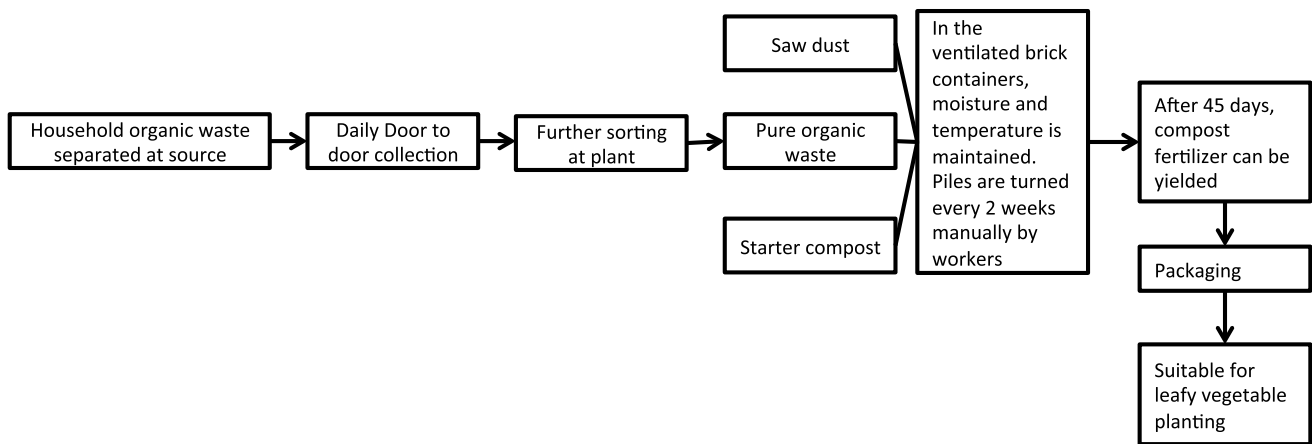 Household organic waste
separated at source
Daily Door to
door collection
Further sorting
at plant
Saw dust
Pure organic
waste
Starter compost
In the
ventilated brick
containers,
moisture and
temperature is
maintained.
Piles are turned
every 2 weeks
manually by
workers
After 45 days,
compost
fertilizer can be
yielded
Packaging
Suitable for
leafy vegetable
planting